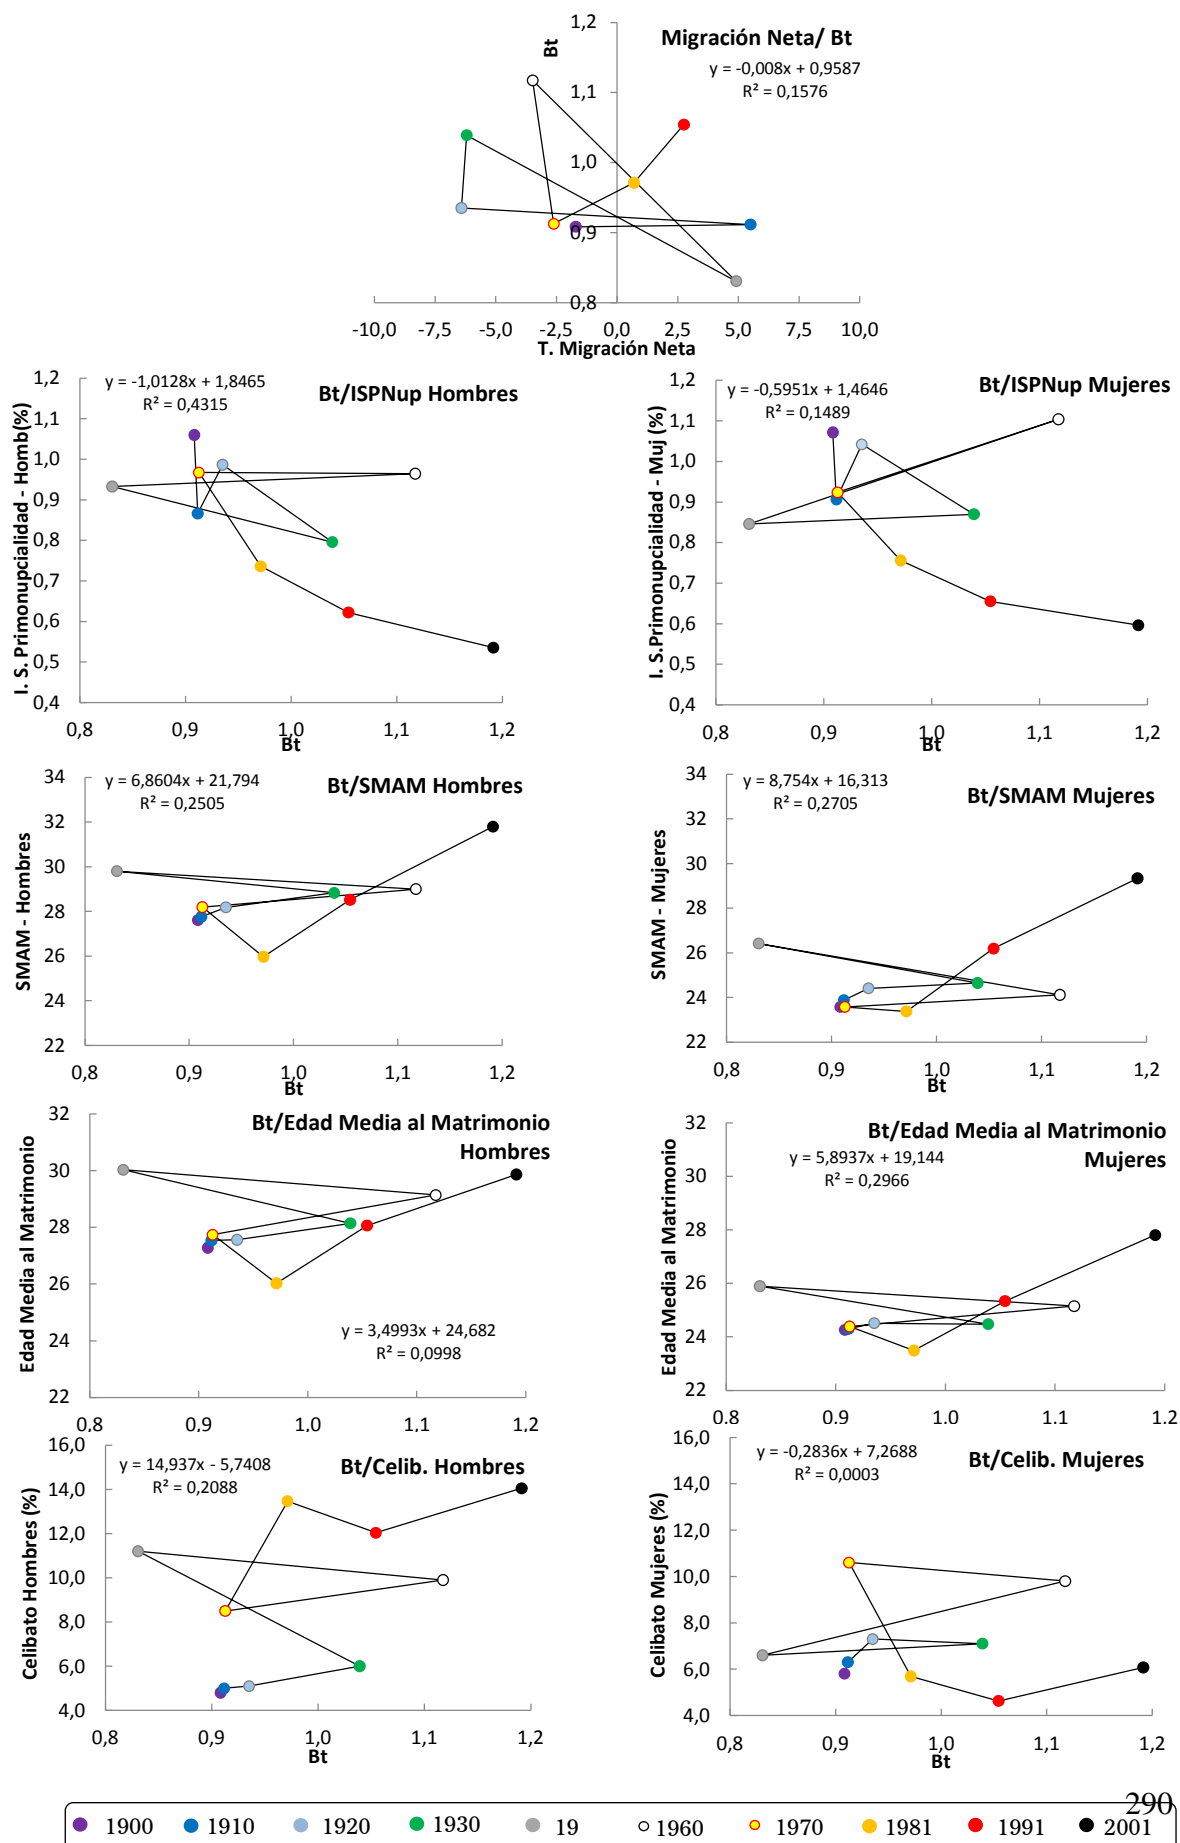 Migración Neta/ Bt
y = -0,008x + 0,9587
R² = 0,1576
Bt
1,2
1,1
1,0
0,9
0,8
-10,0 -7,5 -5,0 -2,5 0,0 2,5 5,0 7,5 10,0
T. Migración Neta
Bt/ISPNup Hombres
y = -1,0128x + 1,8465
R² = 0,4315
I. S. Primonupcialidad - Homb(%)
1,2
1,1
1,0
0,9
0,8
0,7
0,6
0,5
0,4
0,8 0,9 1,0 1,1 1,2
Bt
Bt/ISPNup Mujeres
y = -0,5951x + 1,4646
R² = 0,1489
I. S.Primonupcialidad - Muj (%)
1,2
1,1
1,0
0,9
0,8
0,7
0,6
0,5
0,4
0,8 0,9 1,0 1,1 1,2
Bt
Bt/SMAM Hombres
y = 6,8604x + 21,794
R² = 0,2505
SMAM - Hombres
34
32
30
28
26
24
22
0,8 0,9 1,0 1,1 1,2
Bt
Bt/SMAM Mujeres
y = 8,754x + 16,313
R² = 0,2705
SMAM - Mujeres
34
32
30
28
26
24
22
0,8 0,9 1,0 1,1 1,2
Bt
Bt/Edad Media al Matrimonio
Hombres
y = 3,4993x + 24,682
R² = 0,0998
Edad Media al Matrimonio
32
30
28
26
24
22
0,8 0,9 1,0 1,1 1,2
Bt/Edad Media al Matrimonio
Mujeres
y = 5,8937x + 19,144
R² = 0,2966
Edad Media al Matrimonio
32
30
28
26
24
22
0,8 0,9 1,0 1,1 1,2
Bt/Celib. Hombres
y = 14,937x - 5,7408
R² = 0,2088
Celibato Hombres (%)
16,0
14,0
12,0
10,0
8,0
6,0
4,0
0,8 0,9 1,0 1,1 1,2
Bt
Bt/Celib. Mujeres
y = -0,2836x + 7,2688
R² = 0,0003
Celibato Mujeres (%)
16,0
14,0
12,0
10,0
8,0
6,0
4,0
0,8 0,9 1,0 1,1 1,2
Bt
290
1900 1910 1920 1930 19 1960 1970 1981 1991 2001